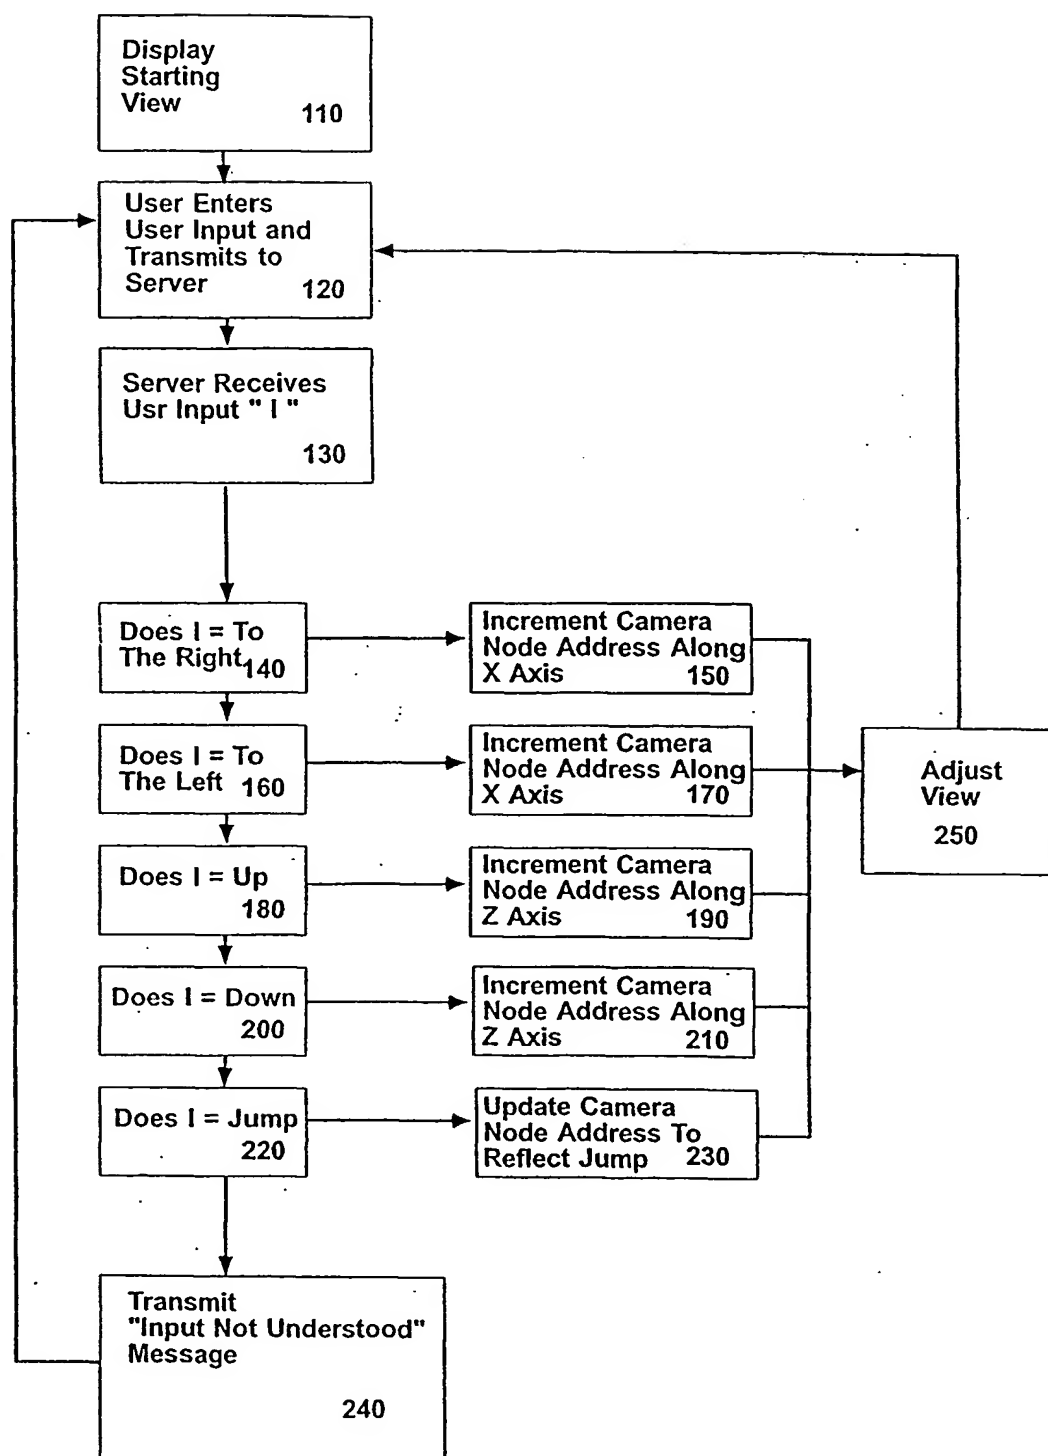 Display
Starting
View
110
User Enters
User Input and
Transmits to
Server
120
Server Receives
Usr Input " I "
130
Does I = To
The Right
140
Increment Camera
Node Address Along
X Axis
150
Does I = To
The Left
160
Increment Camera
Node Address Along
X Axis
170
Adjust
View
250
Does I = Up
180
Increment Camera
Node Address Along
Z Axis
190
Does I = Down
200
Increment Camera
Node Address Along
Z Axis
210
Does I = Jump
220
Update Camera
Node Address To
Reflect Jump
230
Transmit
"Input Not Understood"
Message
240